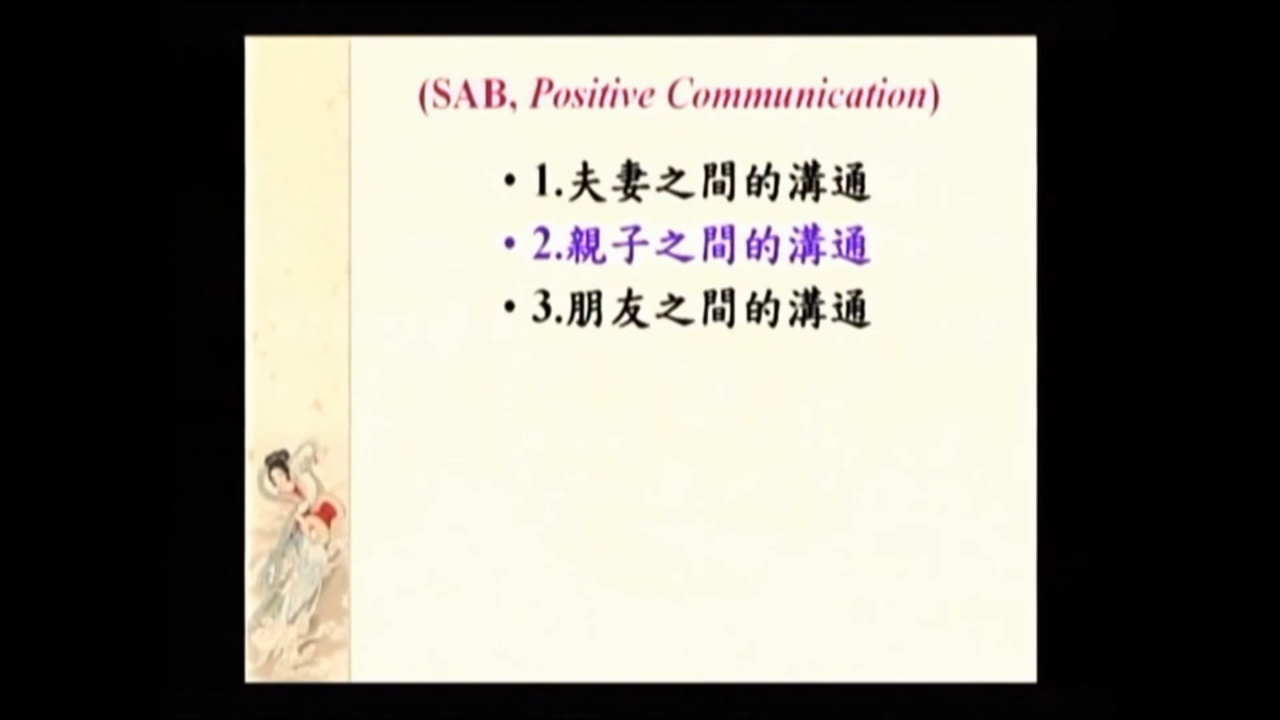 (SAB, Positive Communication)
• 1.夫妻之間的溝通
• 2.親子之間的溝通
• 3.朋友之間的溝通